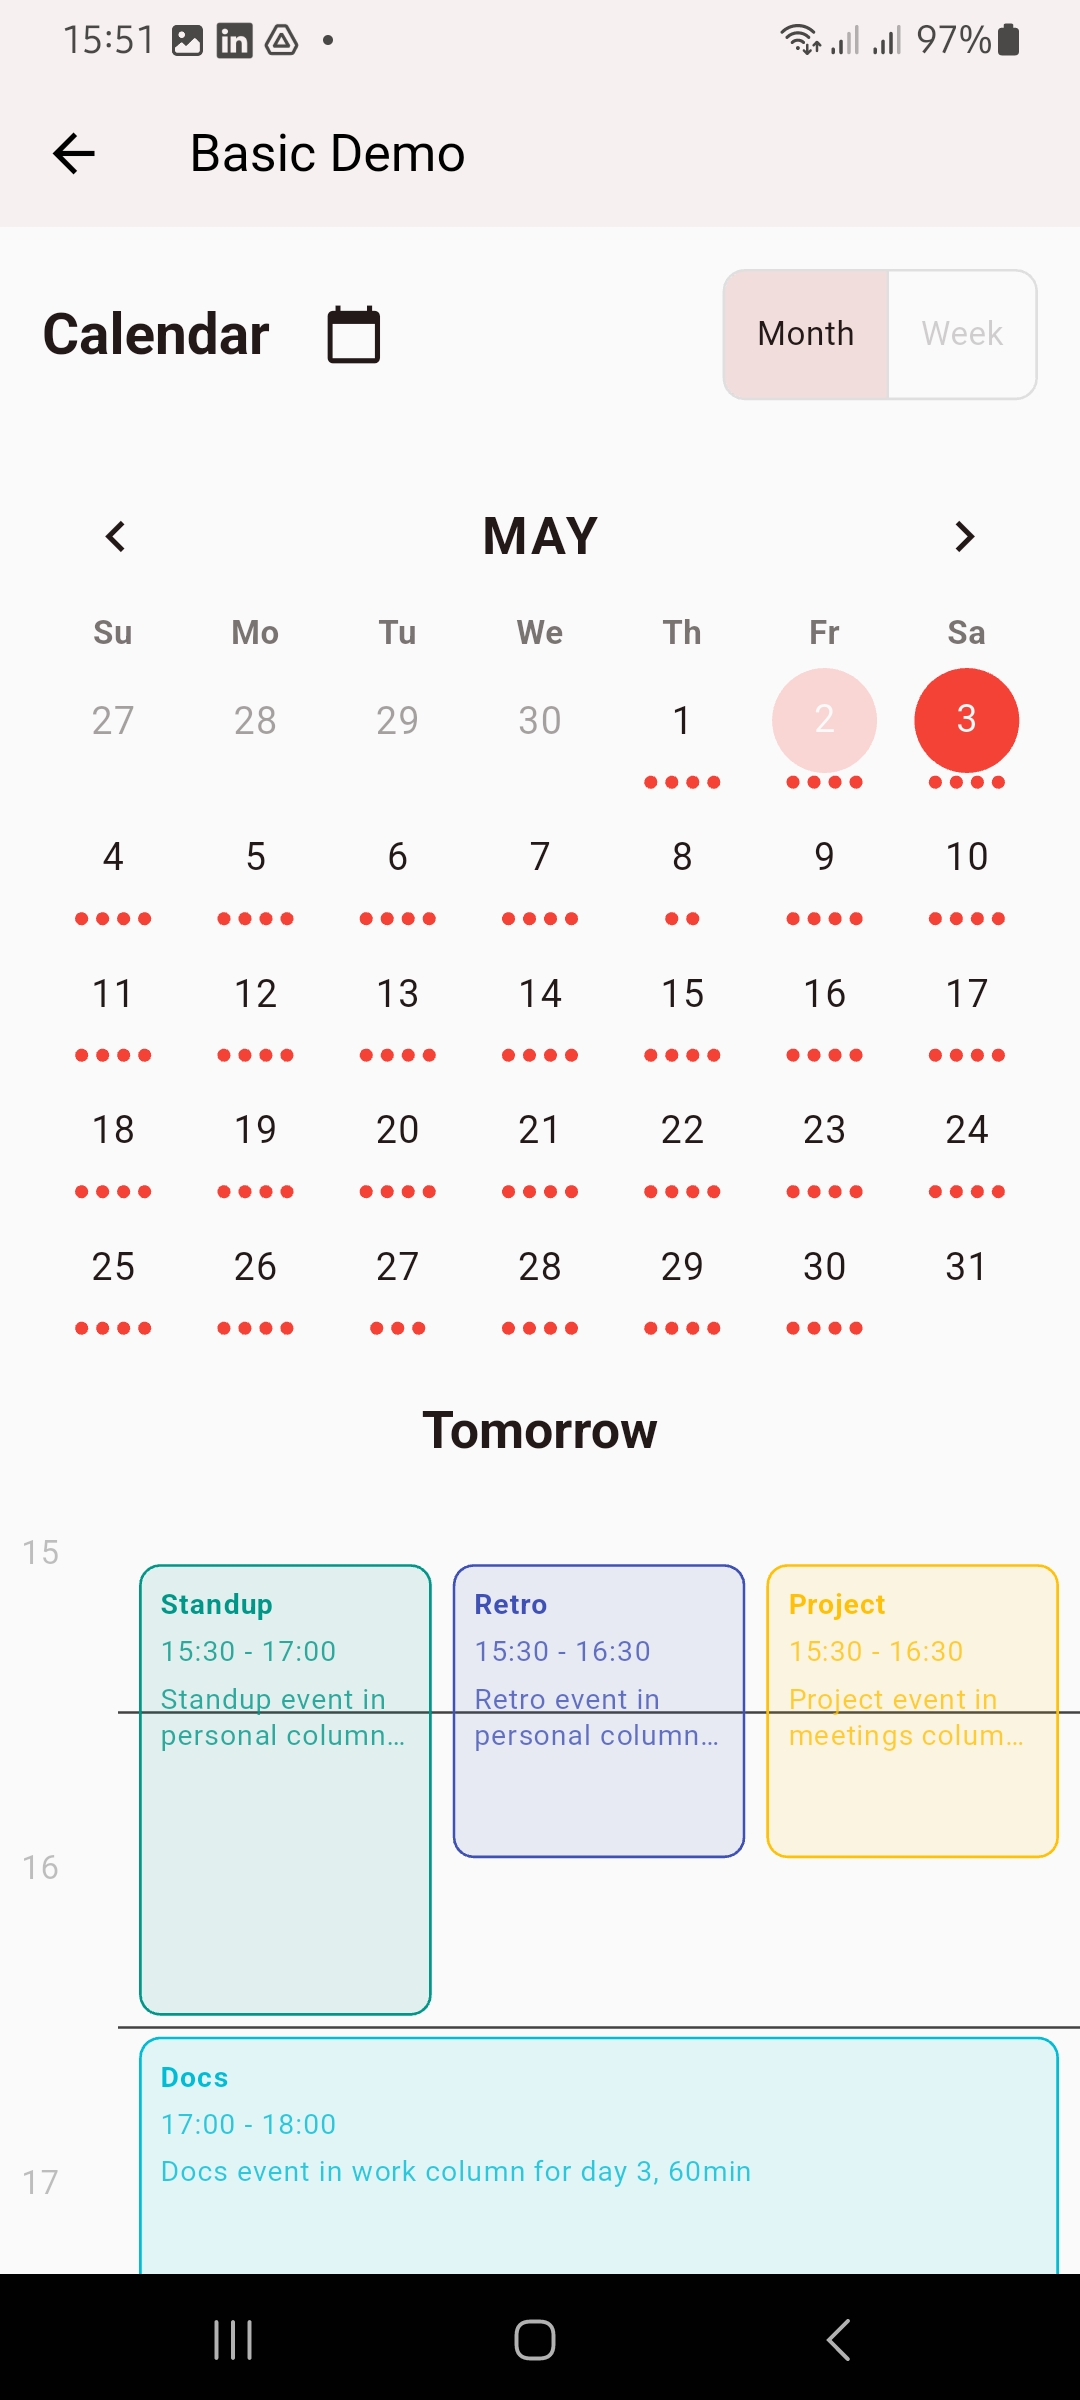 15:51 in 97%
Basic Demo
Calendar Month Week
MAY
Su Mo Tu We Th Fr Sa
27 28 29 30 1 2 3
4 5 6 7 8 9 10
11 12 13 14 15 16 17
18 19 20 21 22 23 24
25 26 27 28 29 30 31
Tomorrow
15
Standup
15:30 - 17:00
Standup event in
personal column…
Retro
15:30 - 16:30
Retro event in
personal column…
Project
15:30 - 16:30
Project event in
meetings colum…
16
Docs
17:00 - 18:00
Docs event in work column for day 3, 60min
17